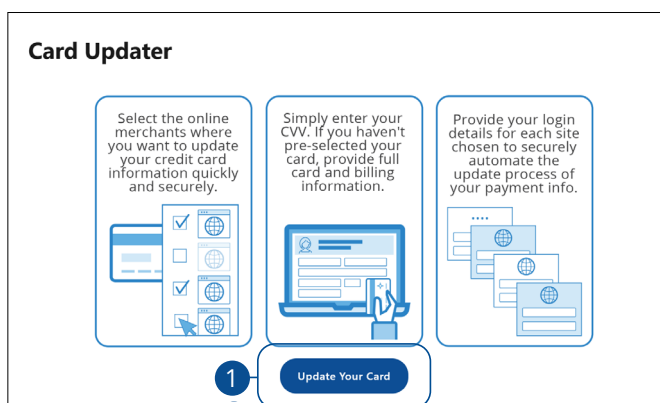 Card Updater
Select the online
merchants where
you want to update
your credit card
information quickly
and securely.
Simply enter your
CVV. If you haven't
pre-selected your
card, provide full
card and billing
information.
Provide your login
details for each site
chosen to securely
automate the
update process of
your payment info.
1
Update Your Card